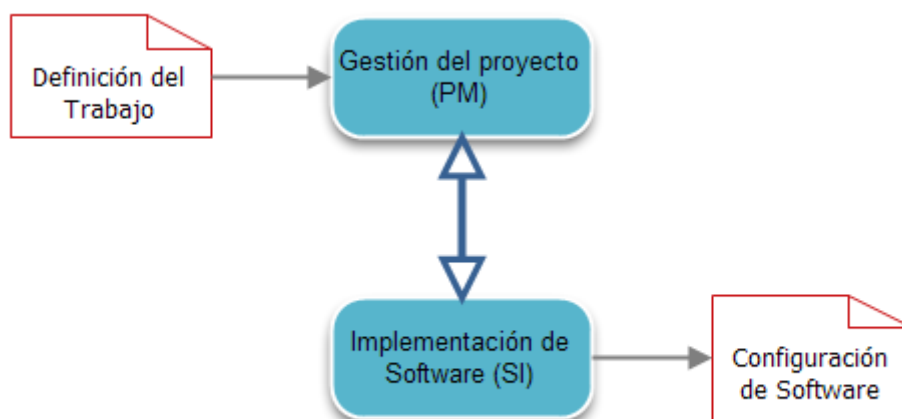 Definición del
Trabajo
Gestión del proyecto
(PM)
Implementación de
Software (SI)
Configuración
de Software